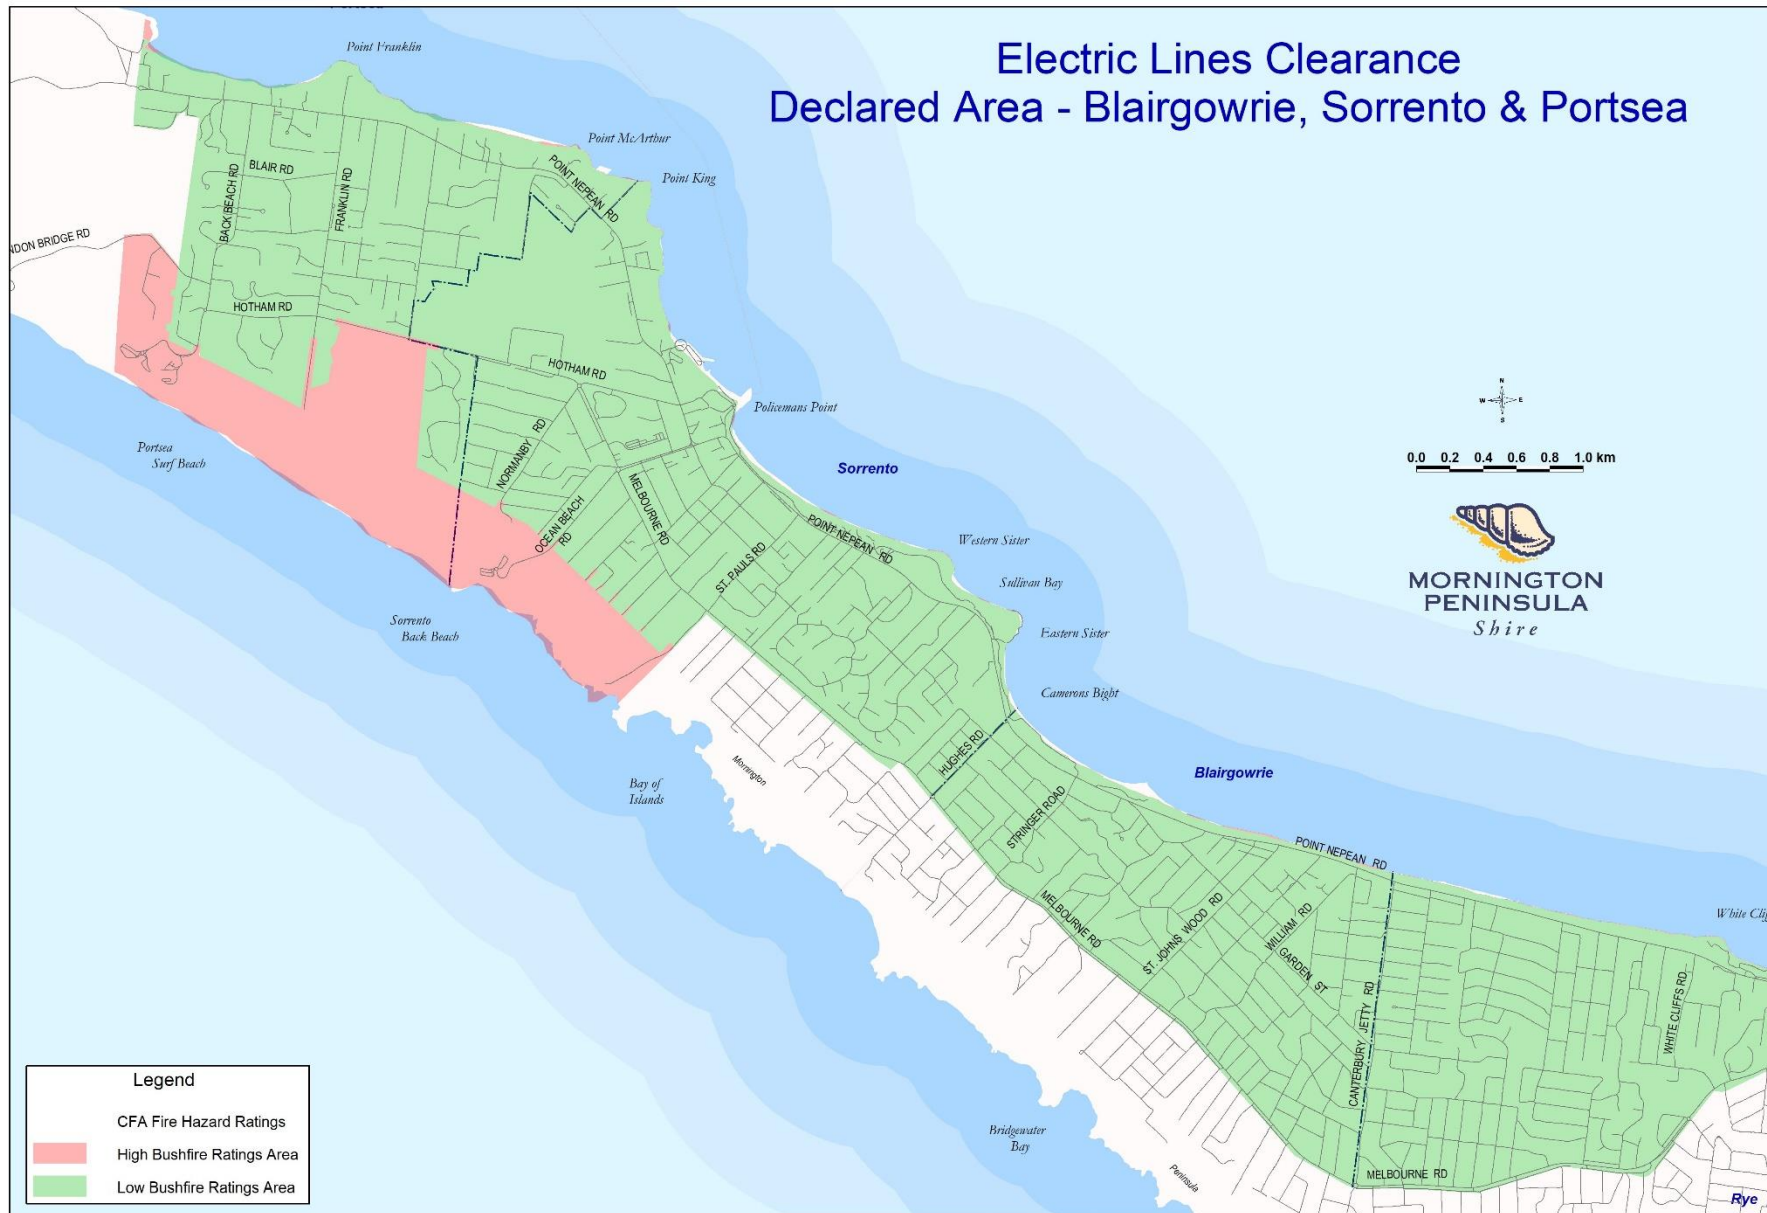 Electric Lines Clearance
Declared Area - Blairgowrie, Sorrento & Portsea
Point Franklin
Point McArthur
Point King
POINT NEPEAN RD
BLAIR RD
BACK BEACH RD
FRANKLIN RD
NDON BRIDGE RD
HOTHAM RD
HOTHAM RD
Policemans Point
Portsea
Surf Beach
NORMANBY RD
MELBOURNE RD
OCEAN BEACH
RD
Sorrento
POINT NEPEAN RD
ST. PAULS RD
Western Sister
Sullivan Bay
Eastern Sister
Camerons Bight
Sorrento
Back Beach
N
W
E
S
0.0 0.2 0.4 0.6 0.8 1.0 km
MORNINGTON
PENINSULA
Shire
HUGHES RD
Mornington
Bay of
Islands
Blairgowrie
STRINGER ROAD
POINT NEPEAN RD
MELBOURNE RD
ST. JOHNS WOOD RD
WILLIAM RD
GARDEN ST
CANTERBURY JETTY RD
WHITE CLIFFS RD
Bridgewater
Bay
Peninsula
MELBOURNE RD
Rye
Legend
CFA Fire Hazard Ratings
High Bushfire Ratings Area
Low Bushfire Ratings Area